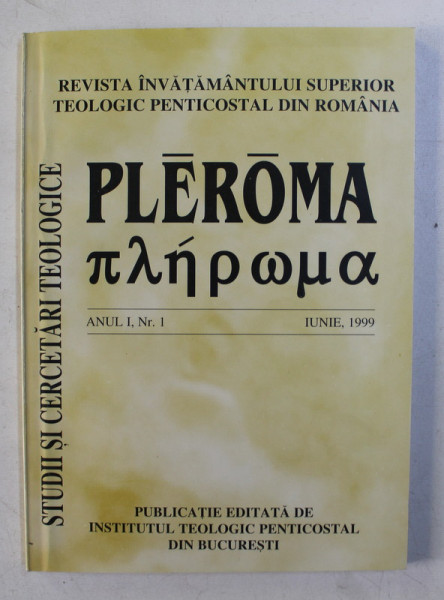 REVISTA ÎNVĂȚĂMÂNTULUI SUPERIOR
TEOLOGIC PENTICOSTAL DIN ROMÂNIA
STUDII ȘI CERCETĂRI TEOLOGICE
PLĒRŌMA
πλήρωμα
ANUL I, Nr. 1 IUNIE, 1999
PUBLICAȚIE EDITATĂ DE
INSTITUTUL TEOLOGIC PENTICOSTAL
DIN BUCUREȘTI